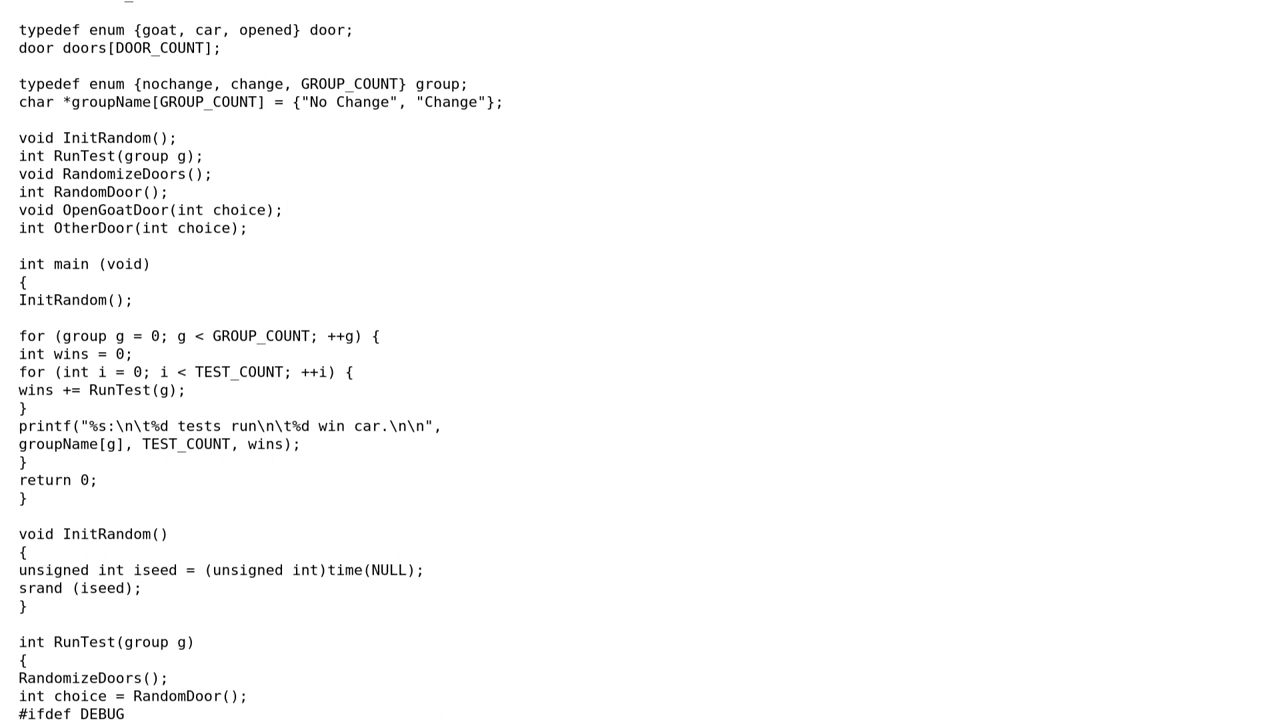 typedef enum {goat, car, opened} door;
door doors[DOOR_COUNT];
typedef enum {nochange, change, GROUP_COUNT} group;
char *groupName[GROUP_COUNT] = {"No Change", "Change"};
void InitRandom();
int RunTest(group g);
void RandomizeDoors();
int RandomDoor();
void OpenGoatDoor(int choice);
int OtherDoor(int choice);
int main (void)
{
InitRandom();
for (group g = 0; g < GROUP_COUNT; ++g) {
int wins = 0;
for (int i = 0; i < TEST_COUNT; ++i) {
wins += RunTest(g);
}
printf("%s:\n\t%d tests run\n\t%d win car.\n\n",
groupName[g], TEST_COUNT, wins);
}
return 0;
}
void InitRandom()
{
unsigned int iseed = (unsigned int)time(NULL);
srand (iseed);
}
int RunTest(group g)
{
RandomizeDoors();
int choice = RandomDoor();
#ifdef DEBUG